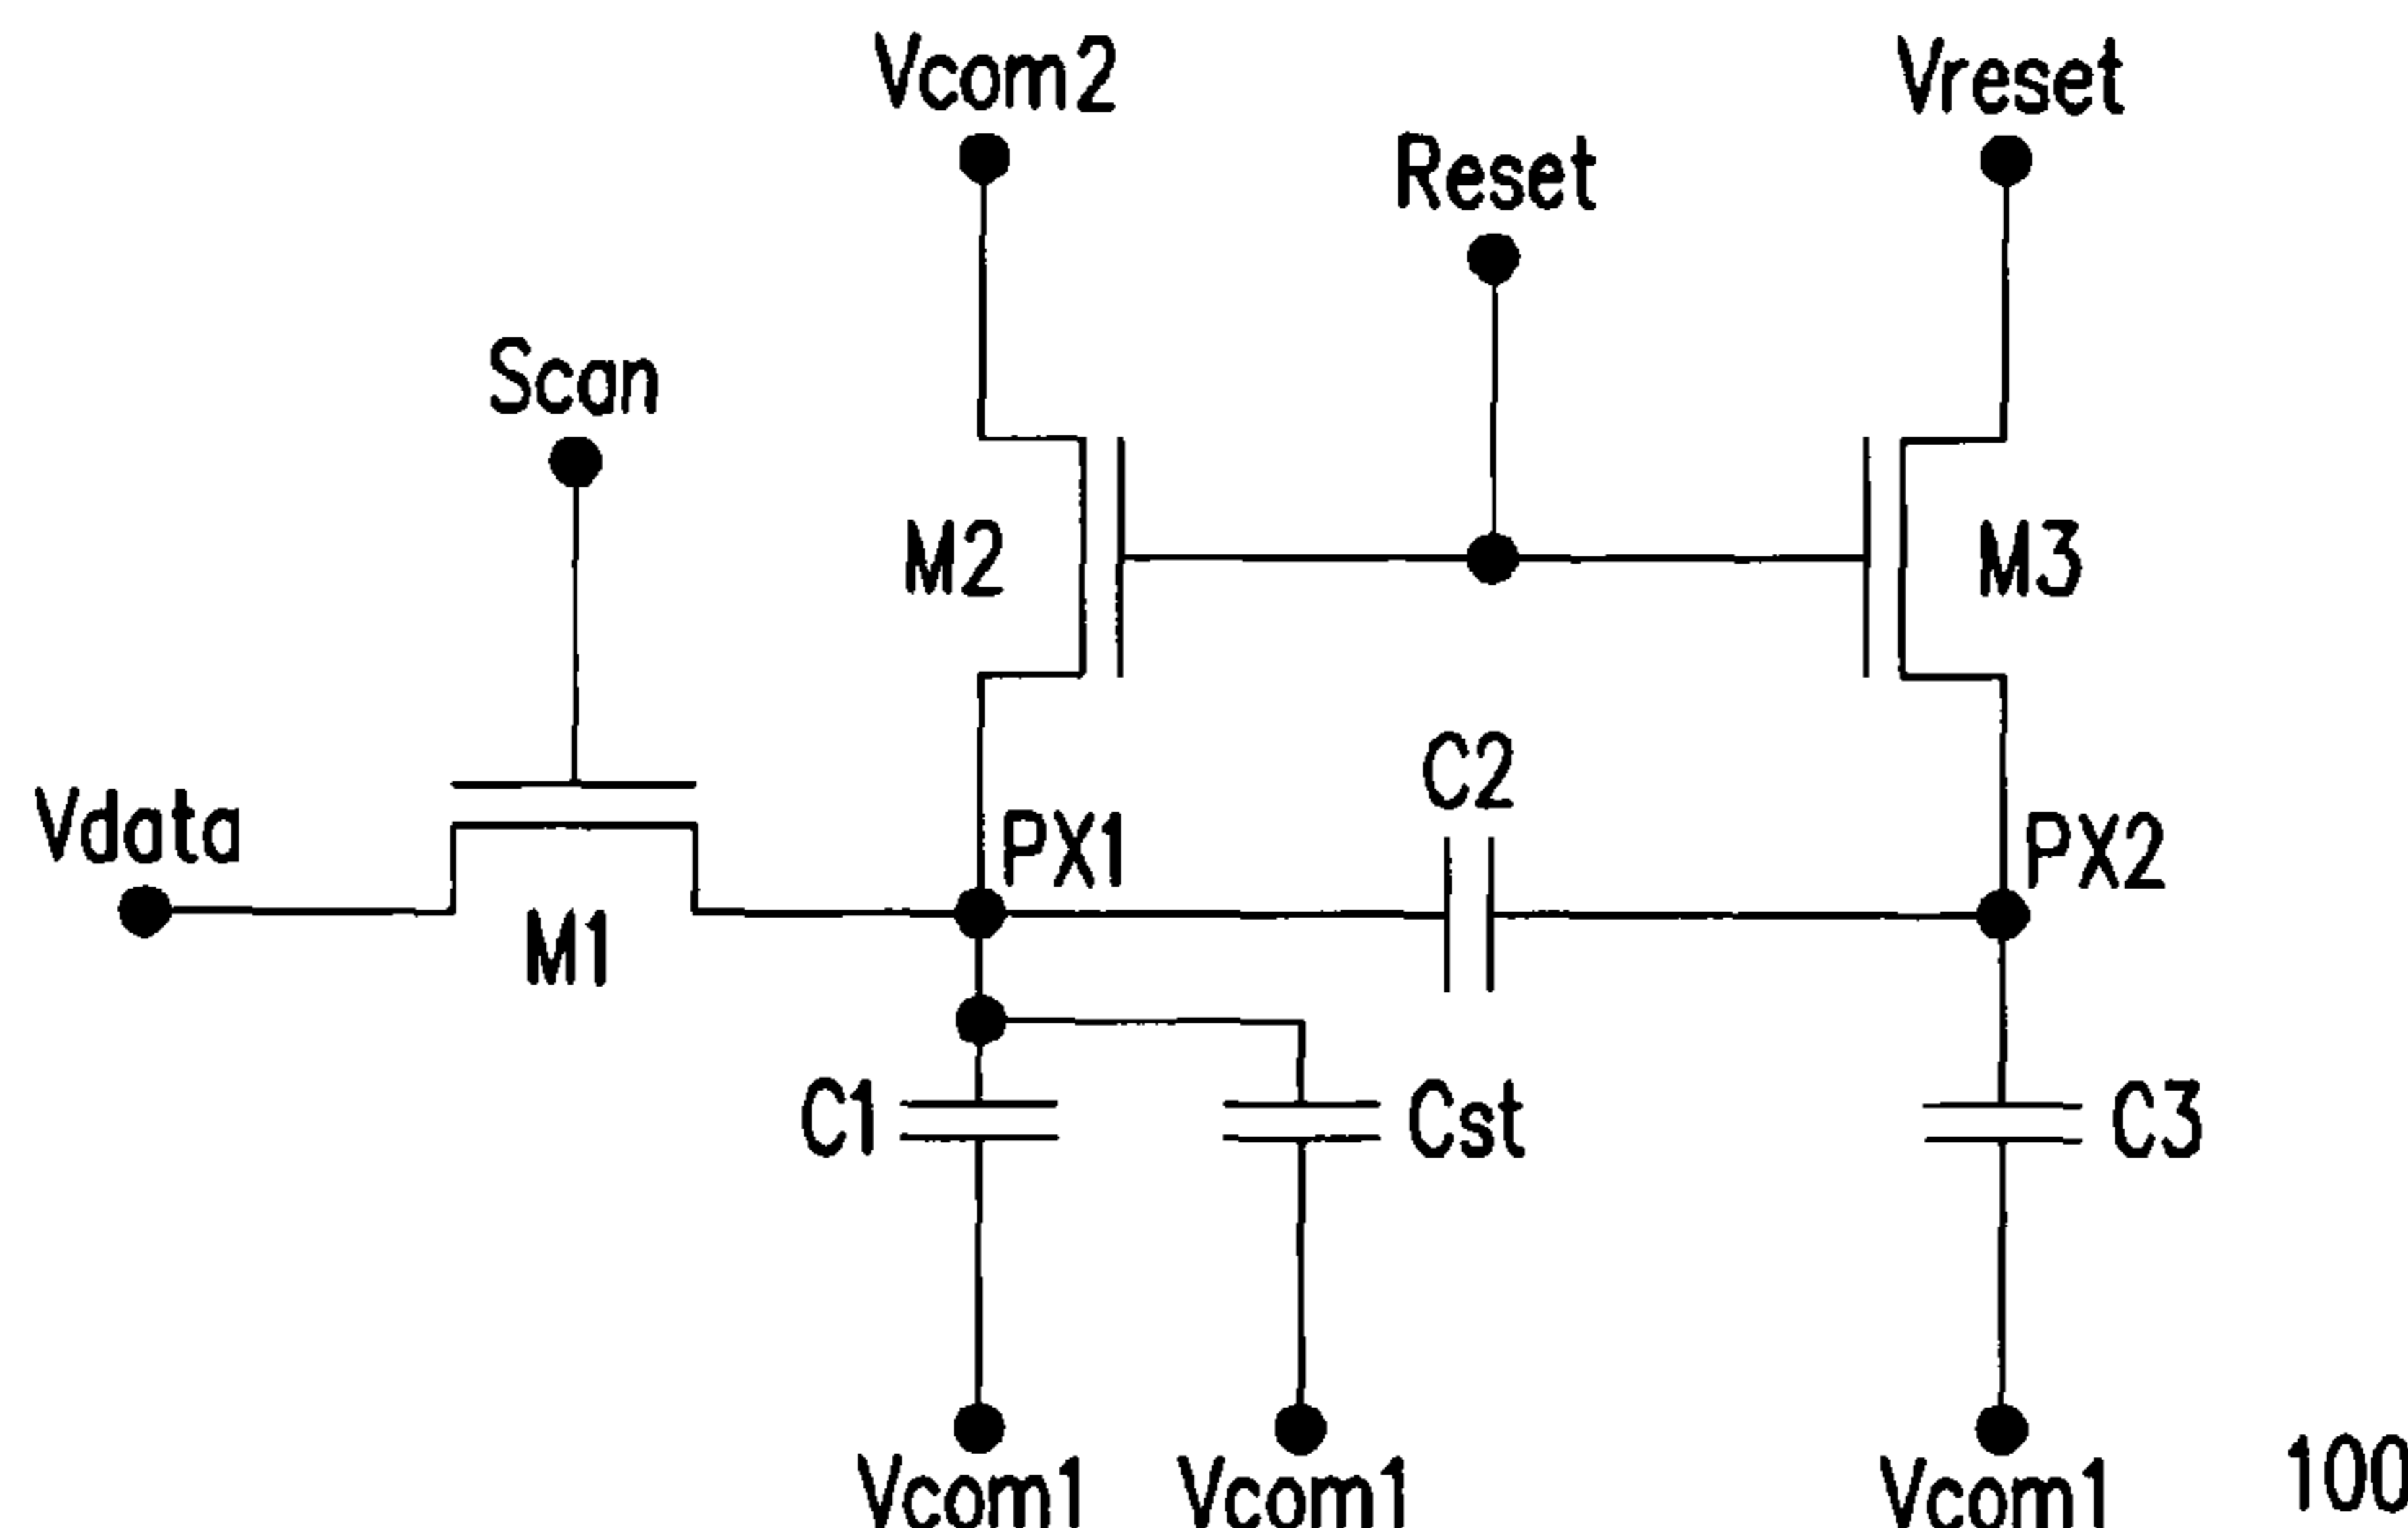 Vcom2
Vreset
Reset
Scan
M2
M3
C2
Vdata
PX1
PX2
M1
C1
Cst
C3
Vcom1
Vcom1
Vcom1
100